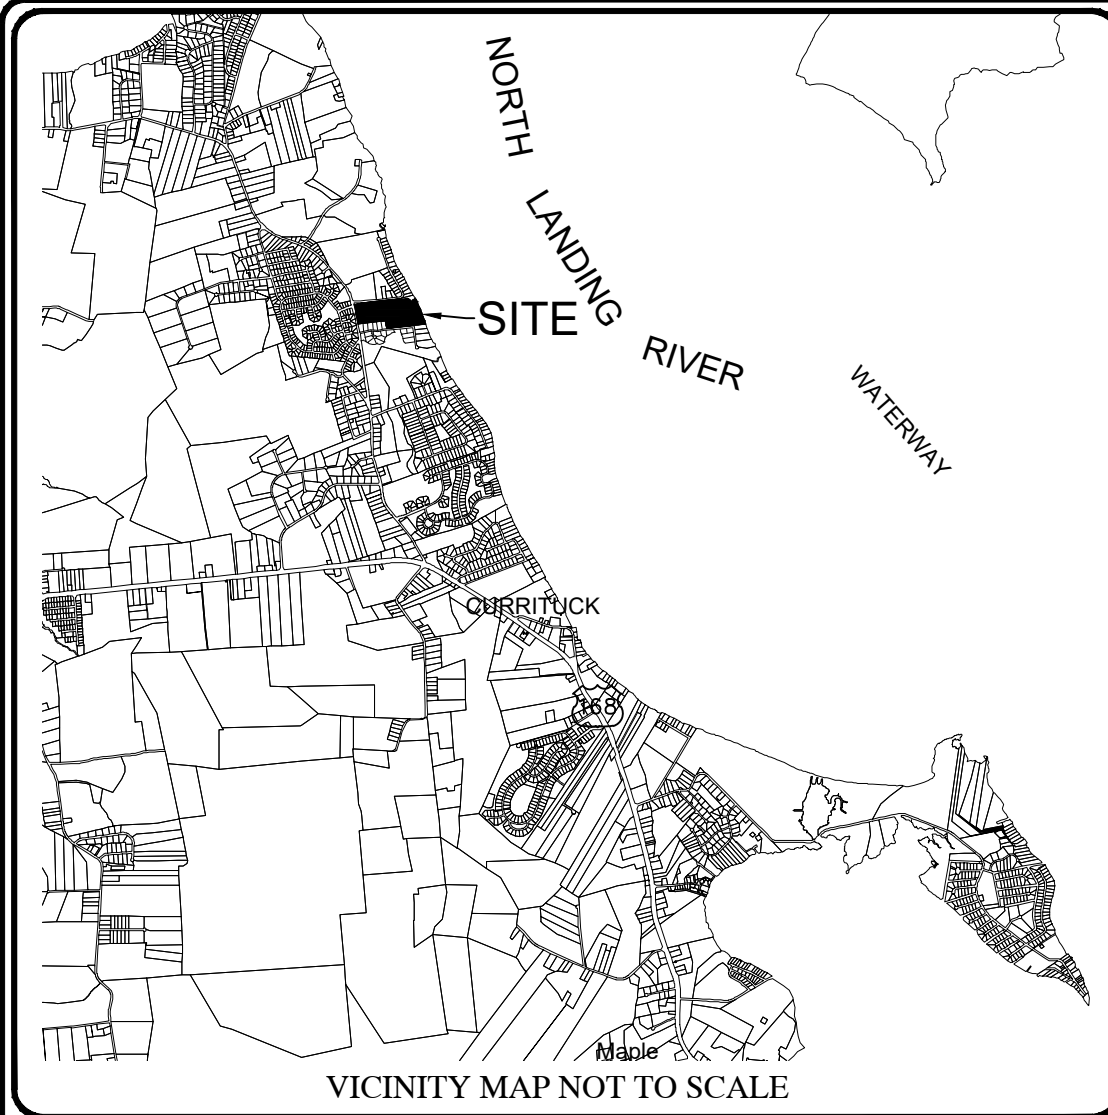 NORTH
LANDING
SITE
RIVER
WATERWAY
CURRITUCK
168
Maple
VICINITY MAP NOT TO SCALE